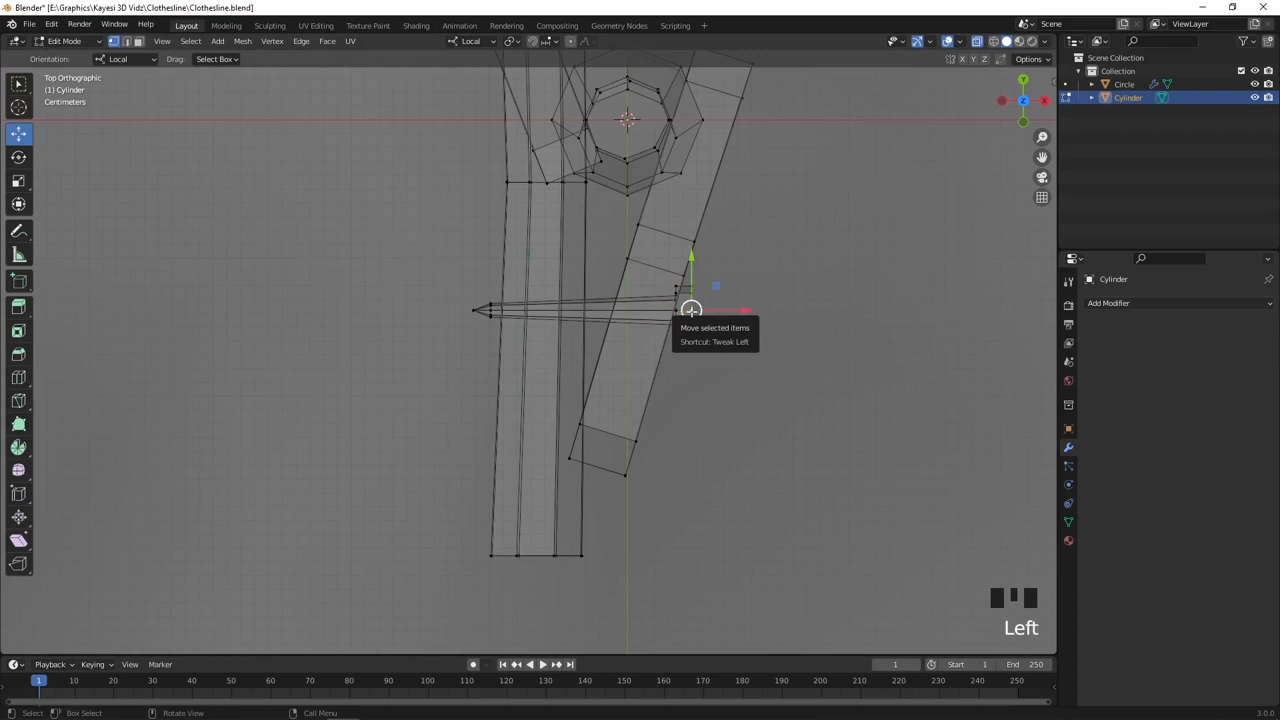 Blender* [E:\Graphics\Kayesi 3D Vidz\Clothesline\Clothesline.blend]
File Edit Render Window Help
Layout Modeling Sculpting UV Editing Texture Paint Shading Animation Rendering Compositing Geometry Nodes Scripting +
Scene
ViewLayer
Edit Mode
View Select Add Mesh Vertex Edge Face UV
Local
Orientation: Local
Drag: Select Box
X Y Z
Options
Top Orthographic
(1) Cylinder
Centimeters
Y
Z
X
Move selected items
Shortcut: Tweak Left
Left
Scene Collection
Collection
Circle
Cylinder
Cylinder
Add Modifier
Playback Keying View Marker
1
Start 1
End 250
1 10 20 30 40 50 60 70 80 90 100 110 120 130 140 150 160 170 180 190 200 210 220 230 240 250
Select
Box Select
Rotate View
Call Menu
3.0.0